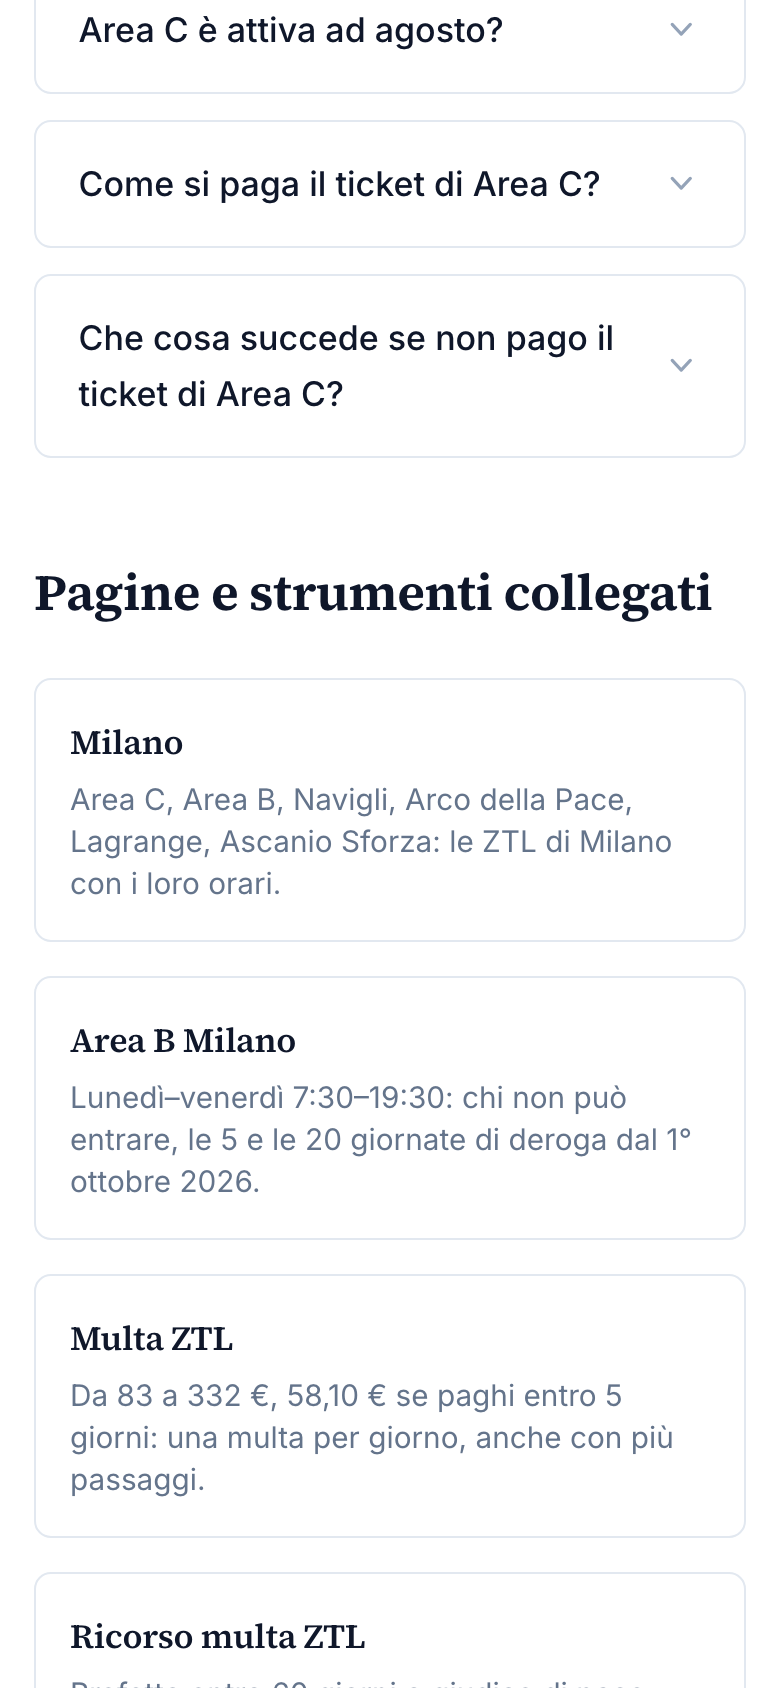 Area C è attiva ad agosto?
Come si paga il ticket di Area C?
Che cosa succede se non pago il
ticket di Area C?
Pagine e strumenti collegati
Milano
Area C, Area B, Navigli, Arco della Pace,
Lagrange, Ascanio Sforza: le ZTL di Milano
con i loro orari.
Area B Milano
Lunedì–venerdì 7:30–19:30: chi non può
entrare, le 5 e le 20 giornate di deroga dal 1°
ottobre 2026.
Multa ZTL
Da 83 a 332 €, 58,10 € se paghi entro 5
giorni: una multa per giorno, anche con più
passaggi.
Ricorso multa ZTL